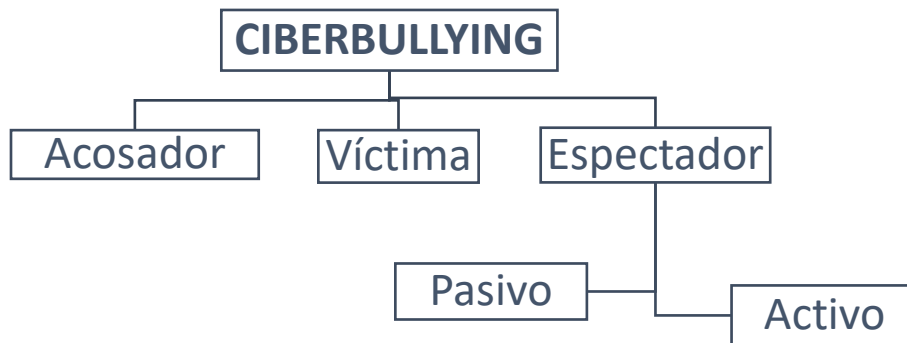 CIBERBULLYING
Acosador
Víctima
Espectador
Pasivo
Activo